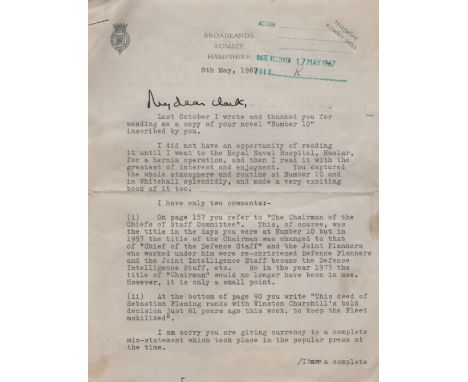 BROADLANDS,
ROMSEY,
HAMPSHIRE.
ACTION
DATE RECEIVED 17 MAY 1967
TELEPHONE
ROMSEY 3333
8th May, 1967
My dear Clark,
Last October I wrote and thanked you for
sending me a copy of your novel "Number 10"
inscribed by you.
I did not have an opportunity of reading
it until I went to the Royal Naval Hospital, Haslar,
for a hernia operation, and then I read it with the
greatest of interest and enjoyment. You captured
the whole atmosphere and routine at Number 10 and
in Whitehall splendidly, and made a very exciting
book of it too.
I have only two comments:-
(i) On page 157 you refer to "The Chairman of the
Chiefs of Staff Committee". This, of course, was
the title in the days you were at Number 10 but in
1957 the title of the Chairman was changed to that
of "Chief of the Defence Staff" and the Joint Planners
who worked under him were re-christened Defence Planners
and the Joint Intelligence Staff became the Defence
Intelligence Staff, etc. So in the year 1975 the
title of "Chairman" would no longer have been in use.
However, it is only a small point.
(ii) At the bottom of page 90 you write "This deed of
Sebastian Fleming ranks with Winston Churchill's bold
decision just 61 years ago this week, to keep the Fleet
mobilized".
I am sorry you are giving currency to a complete
mis-statement which took place in the popular press at
the time.
/I have a complete